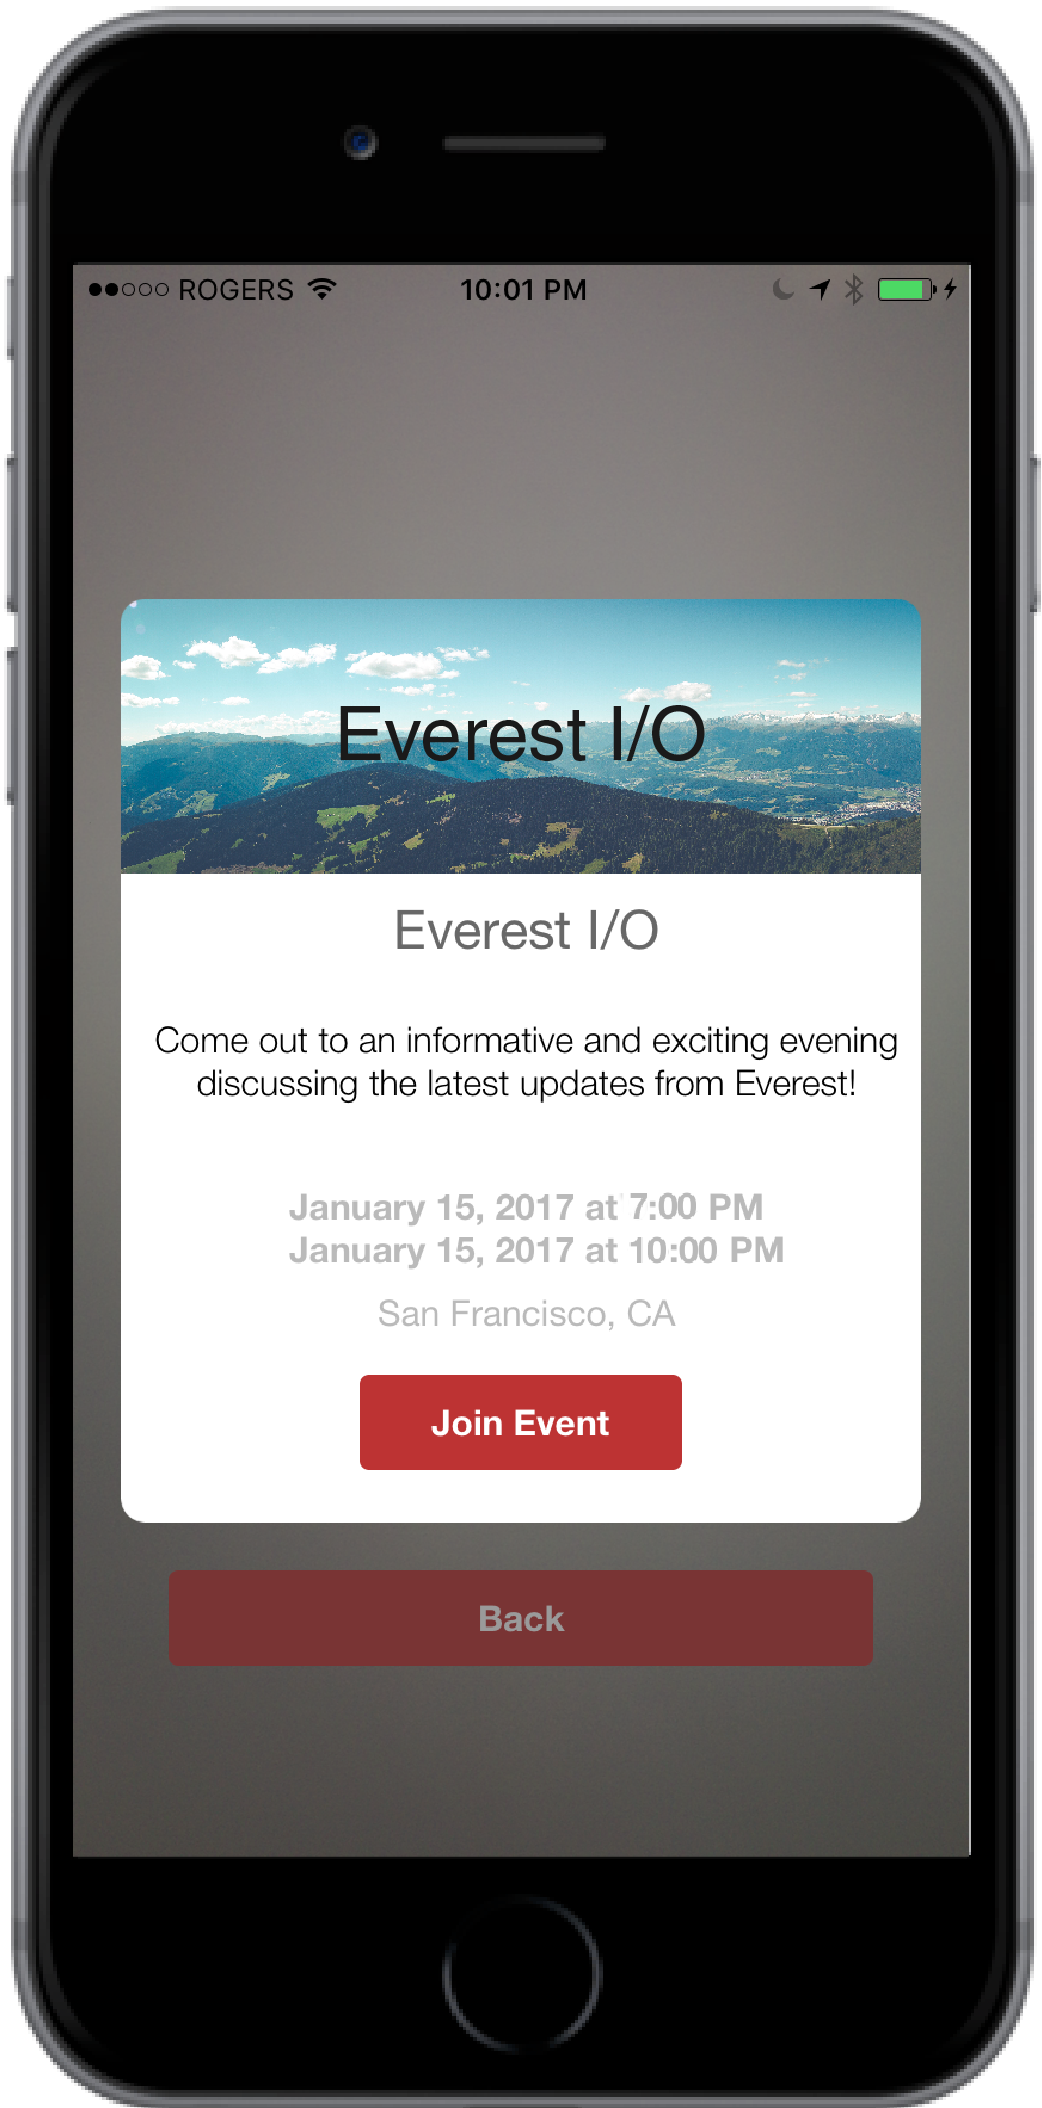 ROGERS 10:01 PM
Everest I/O
Everest I/O
Come out to an informative and exciting evening
discussing the latest updates from Everest!
January 15, 2017 at 7:00 PM
January 15, 2017 at 10:00 PM
San Francisco, CA
Join Event
Back